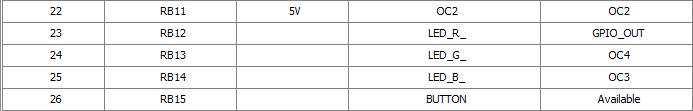 22 RB11 5V OC2 OC2
23 RB12 LED_R_ GPIO_OUT
24 RB13 LED_G_ OC4
25 RB14 LED_B_ OC3
26 RB15 BUTTON Available